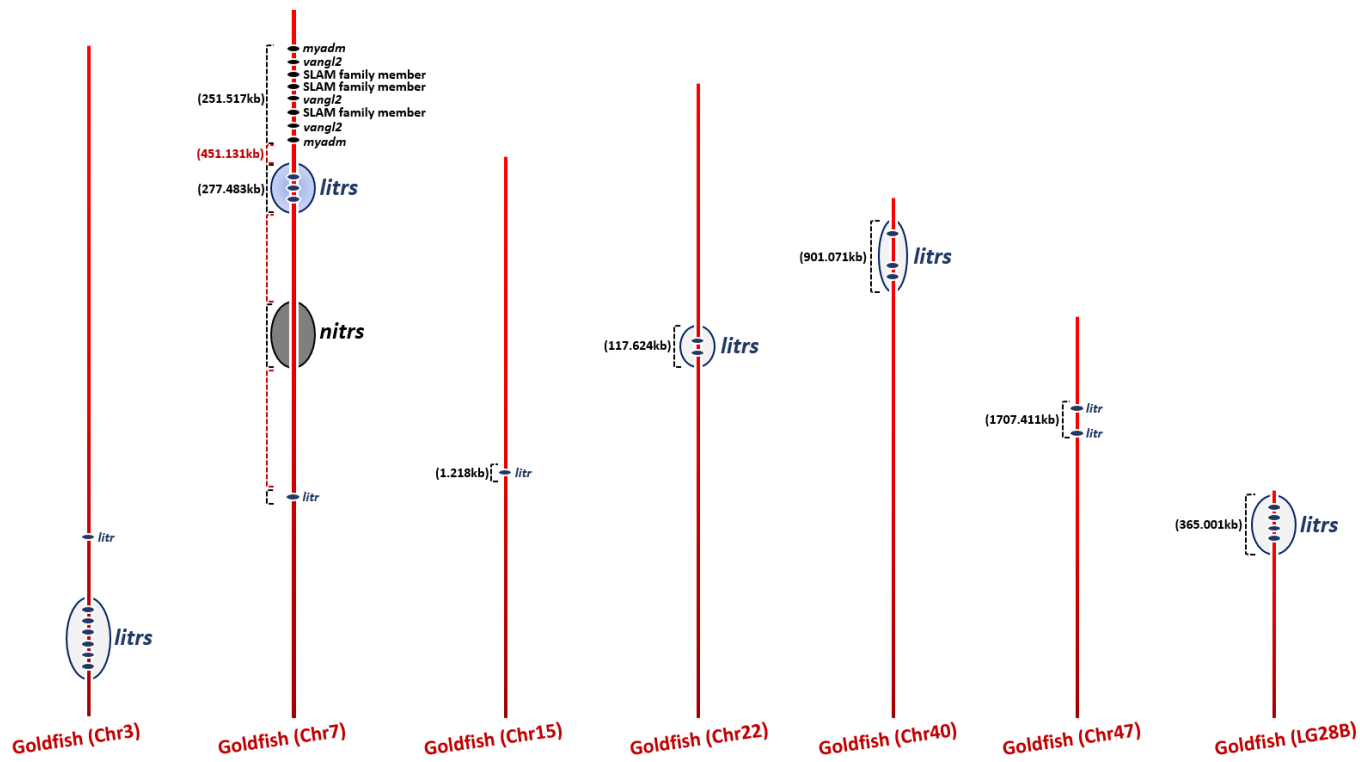 myadm
vangl2
SLAM family member
SLAM family member
(251.517kb)
vangl2
SLAM family member
vangl2
myadm
(451.131kb)
(277.483kb)
litrs
nitrs
litr
litr
litrs
(1.218kb)
litr
(117.624kb)
litrs
(901.071kb)
litrs
(1707.411kb)
litr
litr
(365.001kb)
litrs
Goldfish (Chr3)
Goldfish (Chr7)
Goldfish (Chr15)
Goldfish (Chr22)
Goldfish (Chr40)
Goldfish (Chr47)
Goldfish (LG28B)